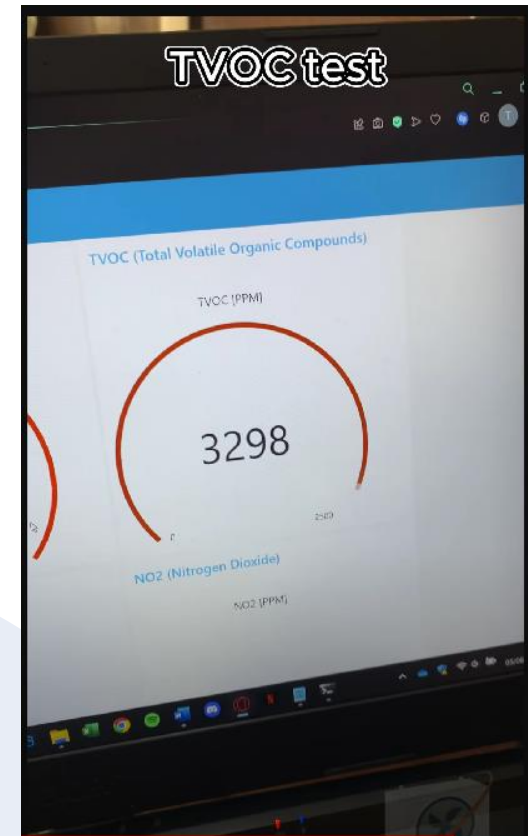 TVOC test
T
TVOC (Total Volatile Organic Compounds)
TVOC [PPM]
3298
NO2 (Nitrogen Dioxide)
NO2 [PPM]